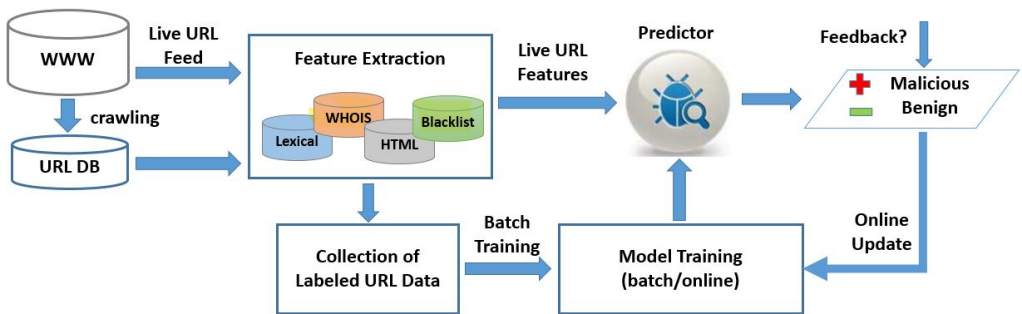 WWW
Live URL
Feed
crawling
URL DB
Feature Extraction
Lexical
WHOIS
HTML
Blacklist
Live URL
Features
Predictor
Feedback?
Malicious
Benign
Collection of
Labeled URL Data
Batch
Training
Model Training
(batch/online)
Online
Update